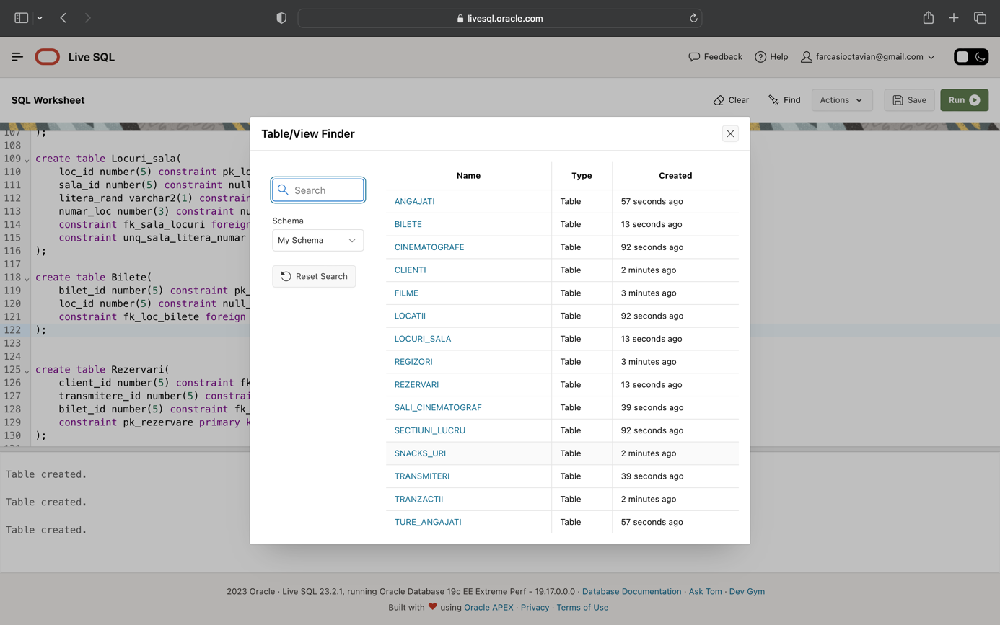 livesql.oracle.com
Live SQL
Feedback
Help
farcasioctavian@gmail.com
SQL Worksheet
Clear
Find
Actions
Save
Run
107 );
108
109 create table Locuri_sala(
110 loc_id number(5) constraint
111 sala_id number(5) constraint
112 litera_rand varchar2(1)
113 numar_loc number(3) constraint
114 constraint fk_sala_locuri foreign
115 constraint unq_sala_litera_numar
116 );
117
118 create table Bilete(
119 bilet_id number(5) constraint pk_
120 loc_id number(5) constraint null_
121 constraint fk_loc_bilete foreign
122 );
123
124
125 create table Rezervari(
126 client_id number(5) constraint
127 transmitere_id number(5)
128 bilet_id number(5) constraint fk_
129 constraint pk_rezervare primary
130 );
Table/View Finder
Search
Schema
My Schema
Reset Search
Name Type Created
ANGAJATI Table 57 seconds ago
BILETE Table 13 seconds ago
CINEMATOGRAFE Table 92 seconds ago
CLIENTI Table 2 minutes ago
FILME Table 3 minutes ago
LOCATII Table 92 seconds ago
LOCURI_SALA Table 13 seconds ago
REGIZORI Table 3 minutes ago
REZERVARI Table 13 seconds ago
SALI_CINEMATOGRAF Table 39 seconds ago
SECTIUNI_LUCRU Table 92 seconds ago
SNACKS_URI Table 2 minutes ago
TRANSMITERI Table 39 seconds ago
TRANZACTII Table 2 minutes ago
TURE_ANGAJATI Table 57 seconds ago
Table created.
Table created.
Table created.
2023 Oracle · Live SQL 23.2.1, running Oracle Database 19c EE Extreme Perf - 19.17.0.0.0 · Database Documentation · Ask Tom · Dev Gym
Built with ❤ using Oracle APEX · Privacy · Terms of Use